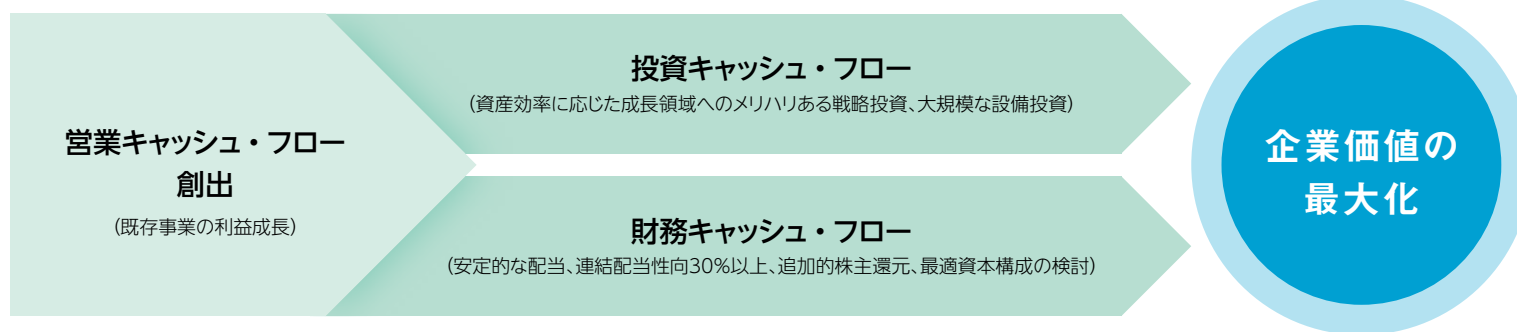 営業キャッシュ・フロー
創出
(既存事業の利益成長)
投資キャッシュ・フロー
(資産効率に応じた成長領域へのメリハリある戦略投資、大規模な設備投資)
財務キャッシュ・フロー
(安定的な配当、連結配当性向30%以上、追加的株主還元、最適資本構成の検討)
企業価値の
最大化